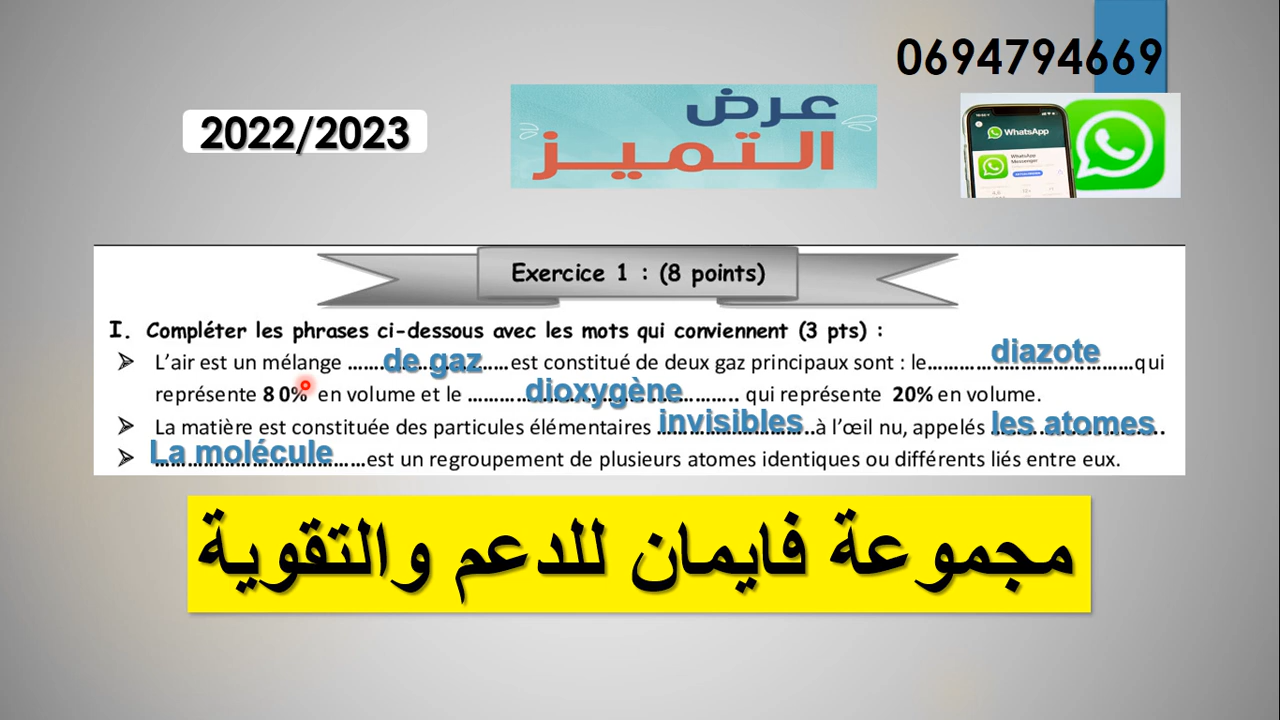 0694794669
عرض
التميز
2022/2023
WhatsApp
WhatsApp
Messenger
Exercice 1 : (8 points)
I. Compléter les phrases ci-dessous avec les mots qui conviennent (3 pts) :
L'air est un mélange ......de gaz......est constitué de deux gaz principaux sont : le............diazote............qui
représente 80% en volume et le ............dioxygène............ qui représente 20% en volume.
La matière est constituée des particules élémentaires ...invisibles...à l'œil nu, appelés les atomes..
La molécule......est un regroupement de plusieurs atomes identiques ou différents liés entre eux.
مجموعة فايمان للدعم والتقوية